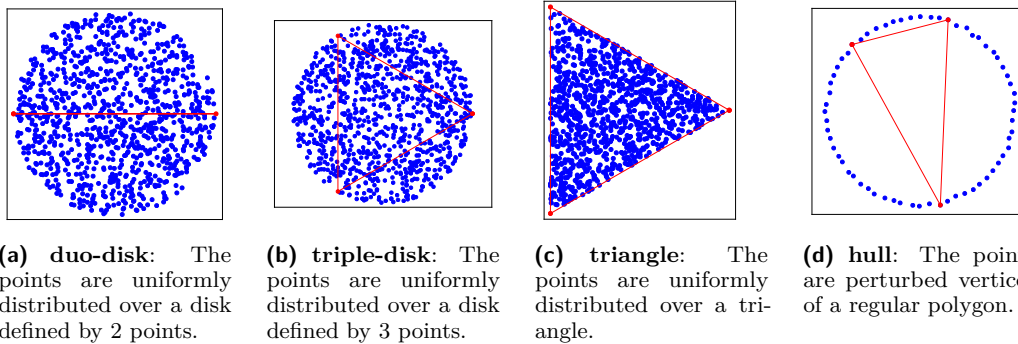 (a) duo-disk: The
points are uniformly
distributed over a disk
defined by 2 points.
(b) triple-disk: The
points are uniformly
distributed over a disk
defined by 3 points.
(c) triangle: The
points are uniformly
distributed over a tri-
angle.
(d) hull: The poin
are perturbed vertice
of a regular polygon.